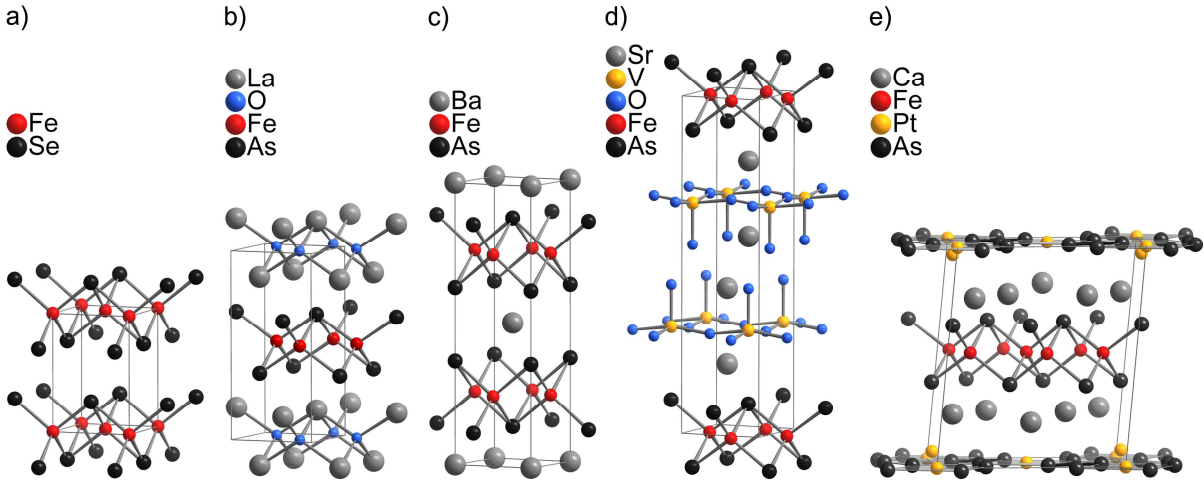 a)
Fe
Se
b)
La
O
Fe
As
c)
Ba
Fe
As
d)
Sr
V
O
Fe
As
e)
Ca
Fe
Pt
As